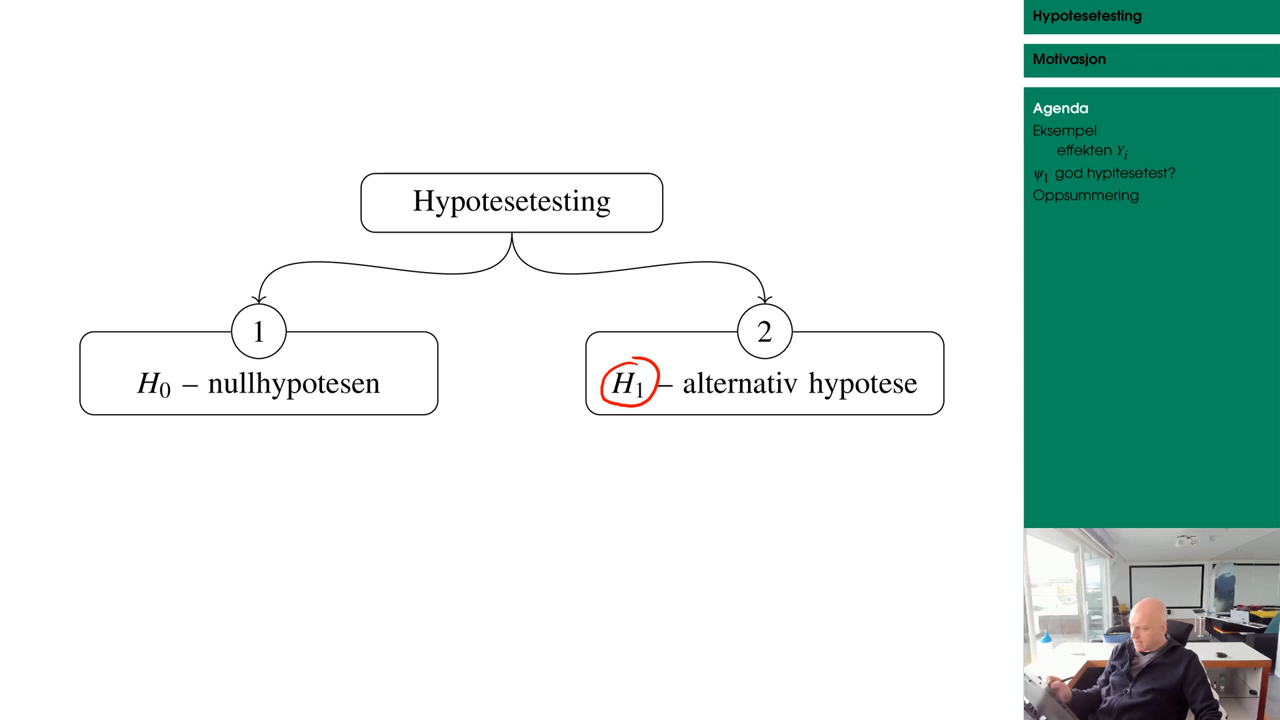 Hypotesetesting
1
2
H₀ – nullhypotesen
H₁ – alternativ hypotese
Hypotesetesting
Motivasjon
Agenda
Eksempel
effekten Yᵢ
ψ₁ god hypitesetest?
Oppsummering